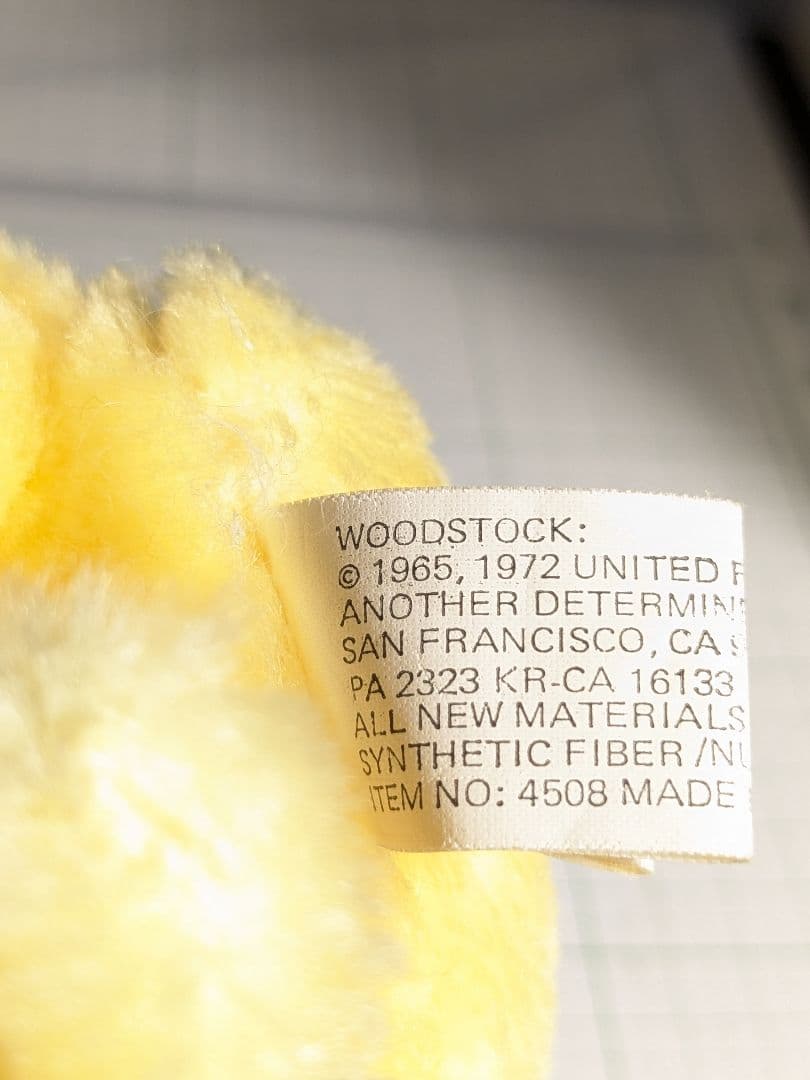 WOODSTOCK:
© 1965, 1972 UNITED
ANOTHER
SAN FRANCISCO, CA
PA 2323 KR-CA 16133
ALL NEW MATERIALS
SYNTHETIC FIBER
ITEM NO: 4508 MADE